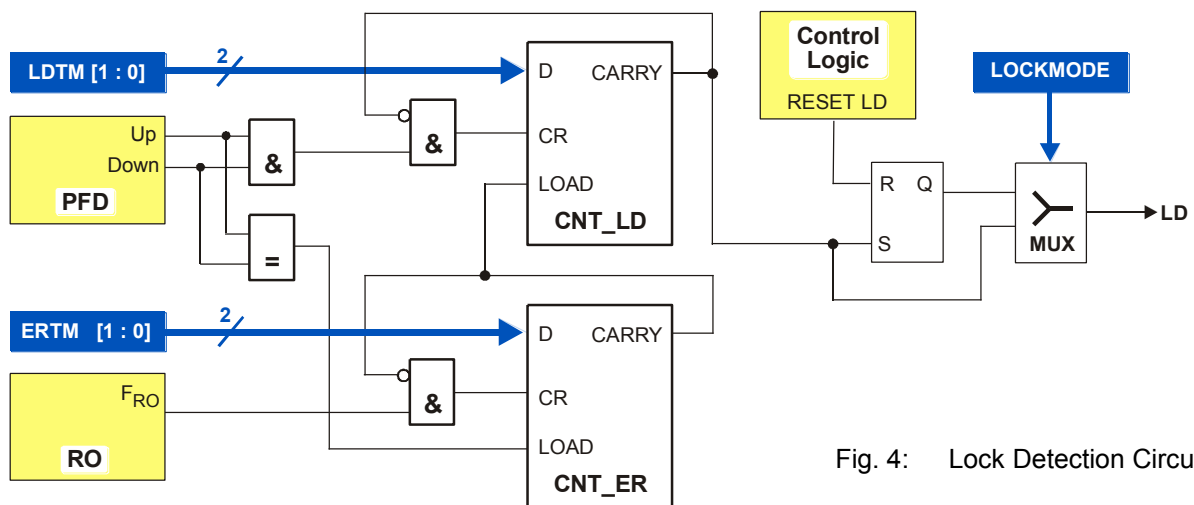 LDTM [1 : 0]
2
D
CARRY
CR
LOAD
CNT_LD
Up
Down
PFD
&
&
=
Control
Logic
RESET LD
LOCKMODE
R
Q
S
MUX
LD
ERTM [1 : 0]
2
D
CARRY
CR
LOAD
CNT_ER
FRO
RO
&
Fig. 4: Lock Detection Circu